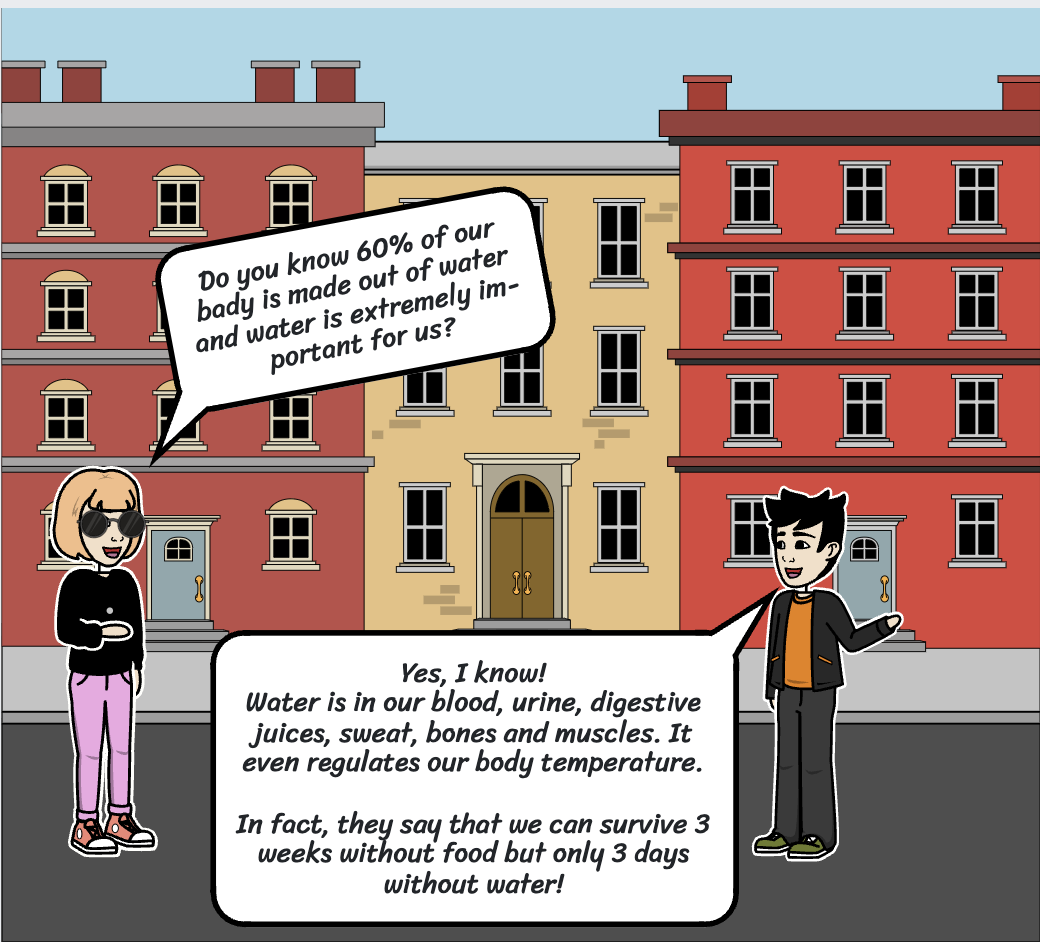 Do you know 60% of our
bady is made out of water
and water is extremely im-
portant for us?
Yes, I know!
Water is in our blood, urine, digestive
juices, sweat, bones and muscles. It
even regulates our body temperature.
In fact, they say that we can survive 3
weeks without food but only 3 days
without water!